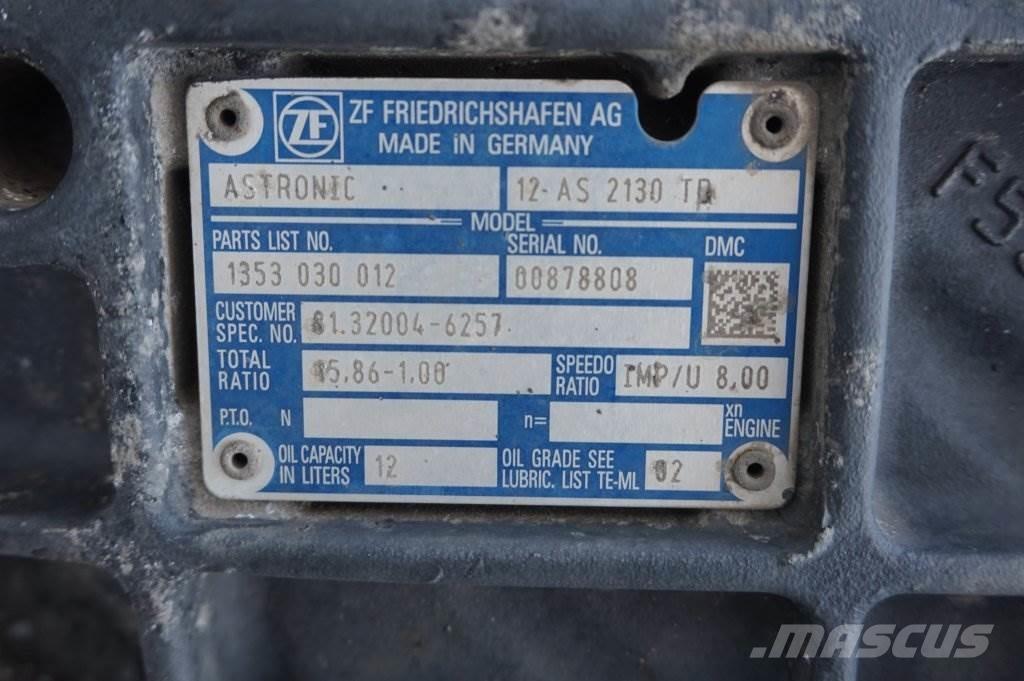 ZF ZF FRIEDRICHSHAFEN AG
MADE iN GERMANY
ASTRONIC 12-AS 2130 TD
MODEL
PARTS LIST NO. SERIAL NO. DMC
1353 030 012 00878808
CUSTOMER
SPEC. NO. 81.32004-6257
TOTAL
RATIO 15.86-1.00
SPEEDO
RATIO IMP/U 8.00
P.T.O. N n= xn
ENGINE
OIL CAPACITY
IN LITERS 12
OIL GRADE SEE
LUBRIC. LIST TE-ML 02
MASCUS